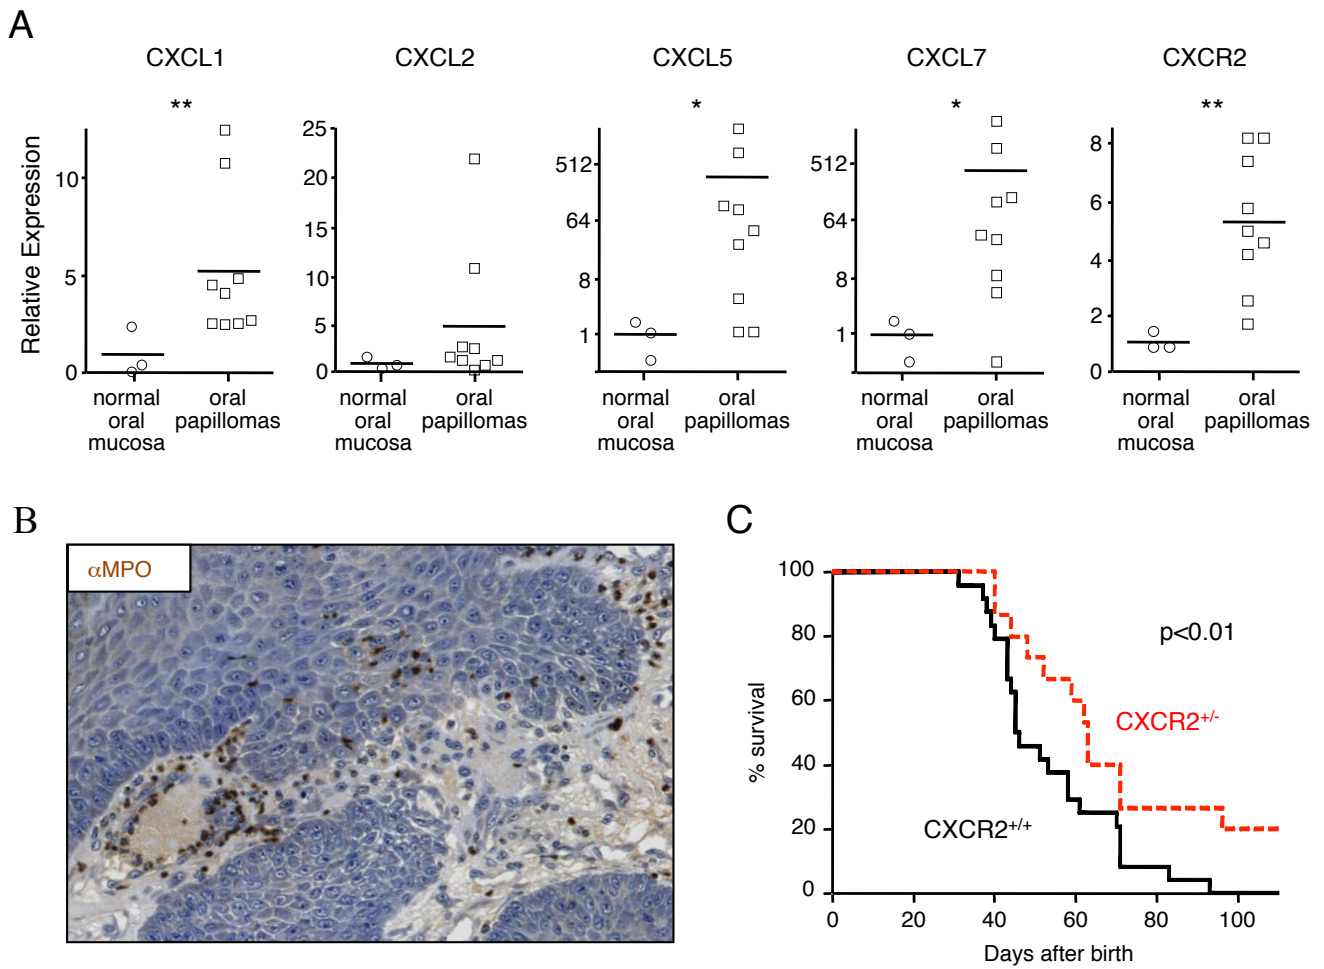 A
CXCL1
CXCL2
CXCL5
CXCL7
CXCR2
**
*
*
**
Relative Expression
10
5
0
25
20
15
10
5
0
512
64
8
1
512
64
8
1
8
6
4
2
0
normal
oral
mucosa
oral
papillomas
normal
oral
mucosa
oral
papillomas
normal
oral
mucosa
oral
papillomas
normal
oral
mucosa
oral
papillomas
normal
oral
mucosa
oral
papillomas
B
αMPO
C
100
80
60
40
20
0
% survival
p<0.01
CXCR2+/-
CXCR2+/+
0 20 40 60 80 100
Days after birth